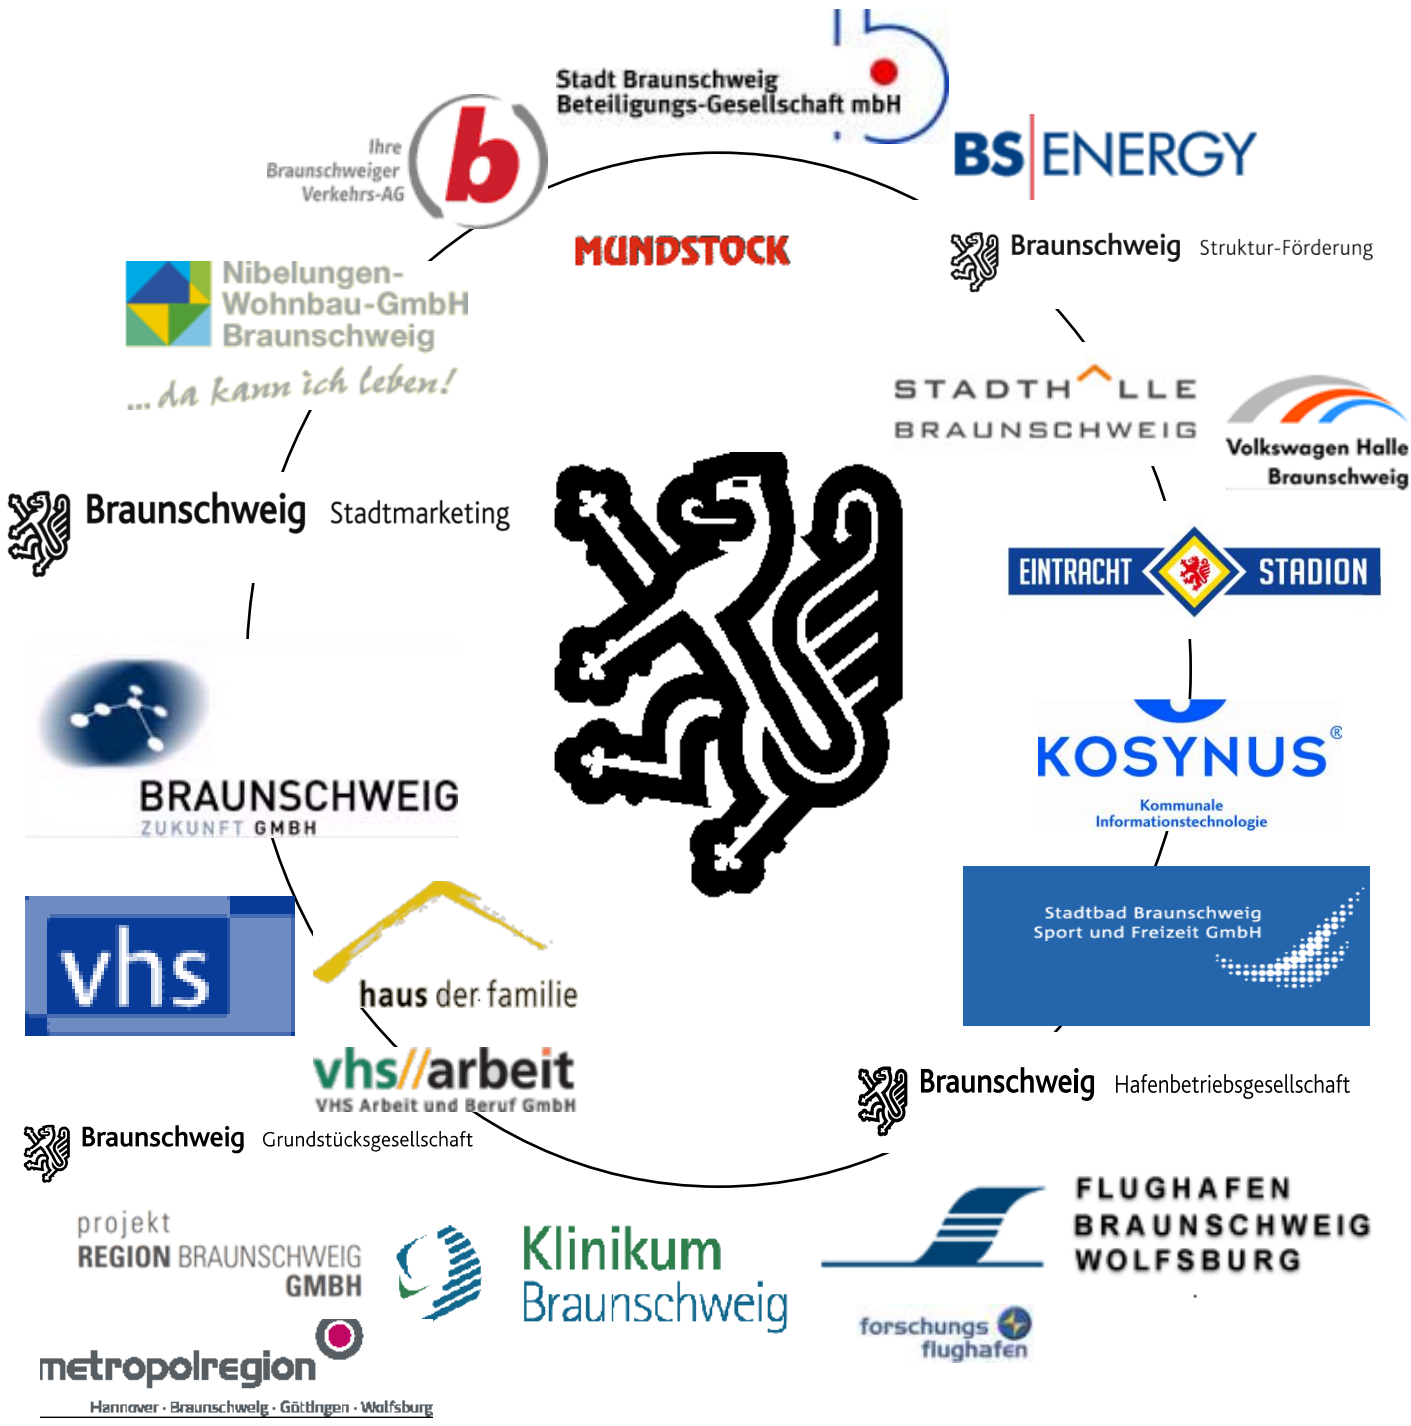 Stadt Braunschweig
Beteiligungs-Gesellschaft mbH
Ihre
Braunschweiger
Verkehrs-AG
b
BS ENERGY
MUNDSTOCK
Braunschweig Struktur-Förderung
Nibelungen-
Wohnbau-GmbH
Braunschweig
... da kann ich leben!
STADTHALLE
BRAUNSCHWEIG
Volkswagen Halle
Braunschweig
Braunschweig Stadtmarketing
EINTRACHT STADION
BRAUNSCHWEIG
ZUKUNFT GMBH
KOSYNUS®
Kommunale
Informationstechnologie
vhs
haus der familie
Stadtbad Braunschweig
Sport und Freizeit GmbH
vhs//arbeit
VHS Arbeit und Beruf GmbH
Braunschweig Hafenbetriebsgesellschaft
Braunschweig Grundstücksgesellschaft
projekt
REGION BRAUNSCHWEIG
GMBH
Klinikum
Braunschweig
FLUGHAFEN
BRAUNSCHWEIG
WOLFSBURG
forschungs
flughafen
metropolregion
Hannover · Braunschweig · Göttingen · Wolfsburg